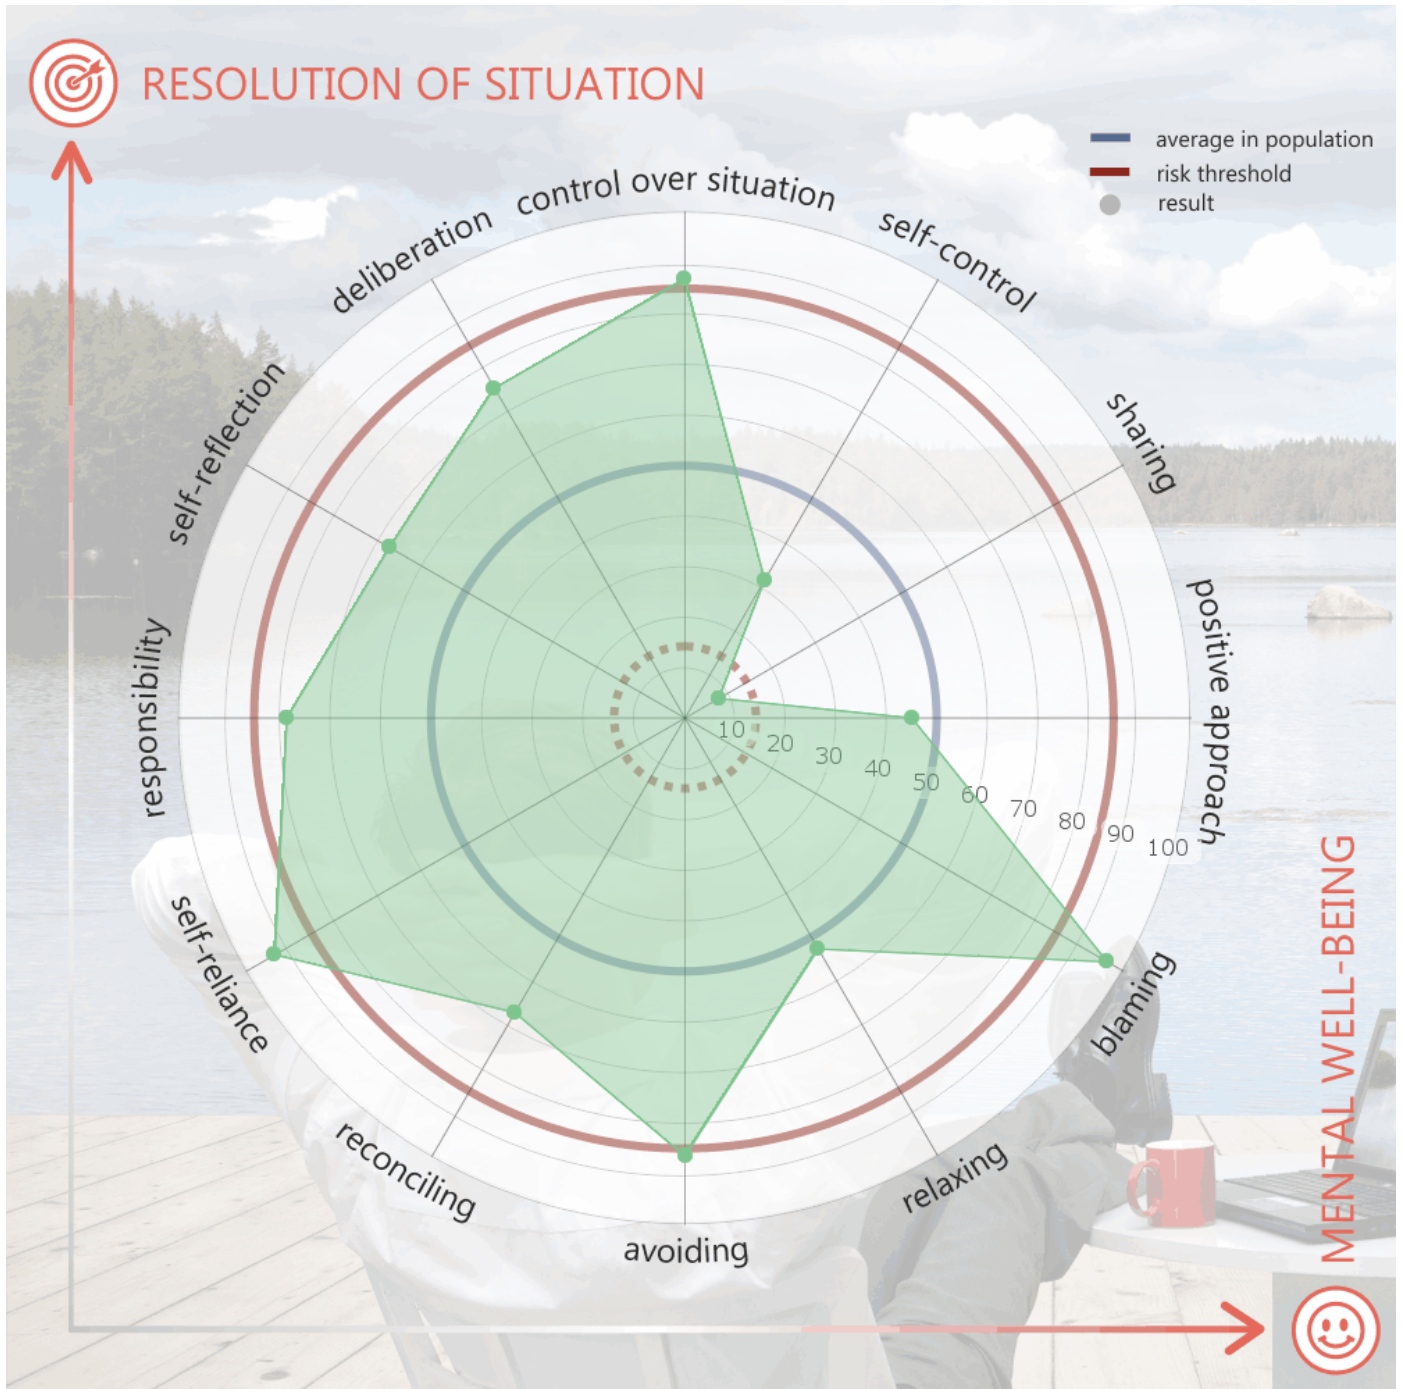 RESOLUTION OF SITUATION
average in population
risk threshold
result
control over situation
self-control
sharing
positive approach
blaming
relaxing
avoiding
reconciling
self-reliance
responsibility
self-reflection
deliberation
10
20
30
40
50
60
70
80
90
100
MENTAL WELL-BEING